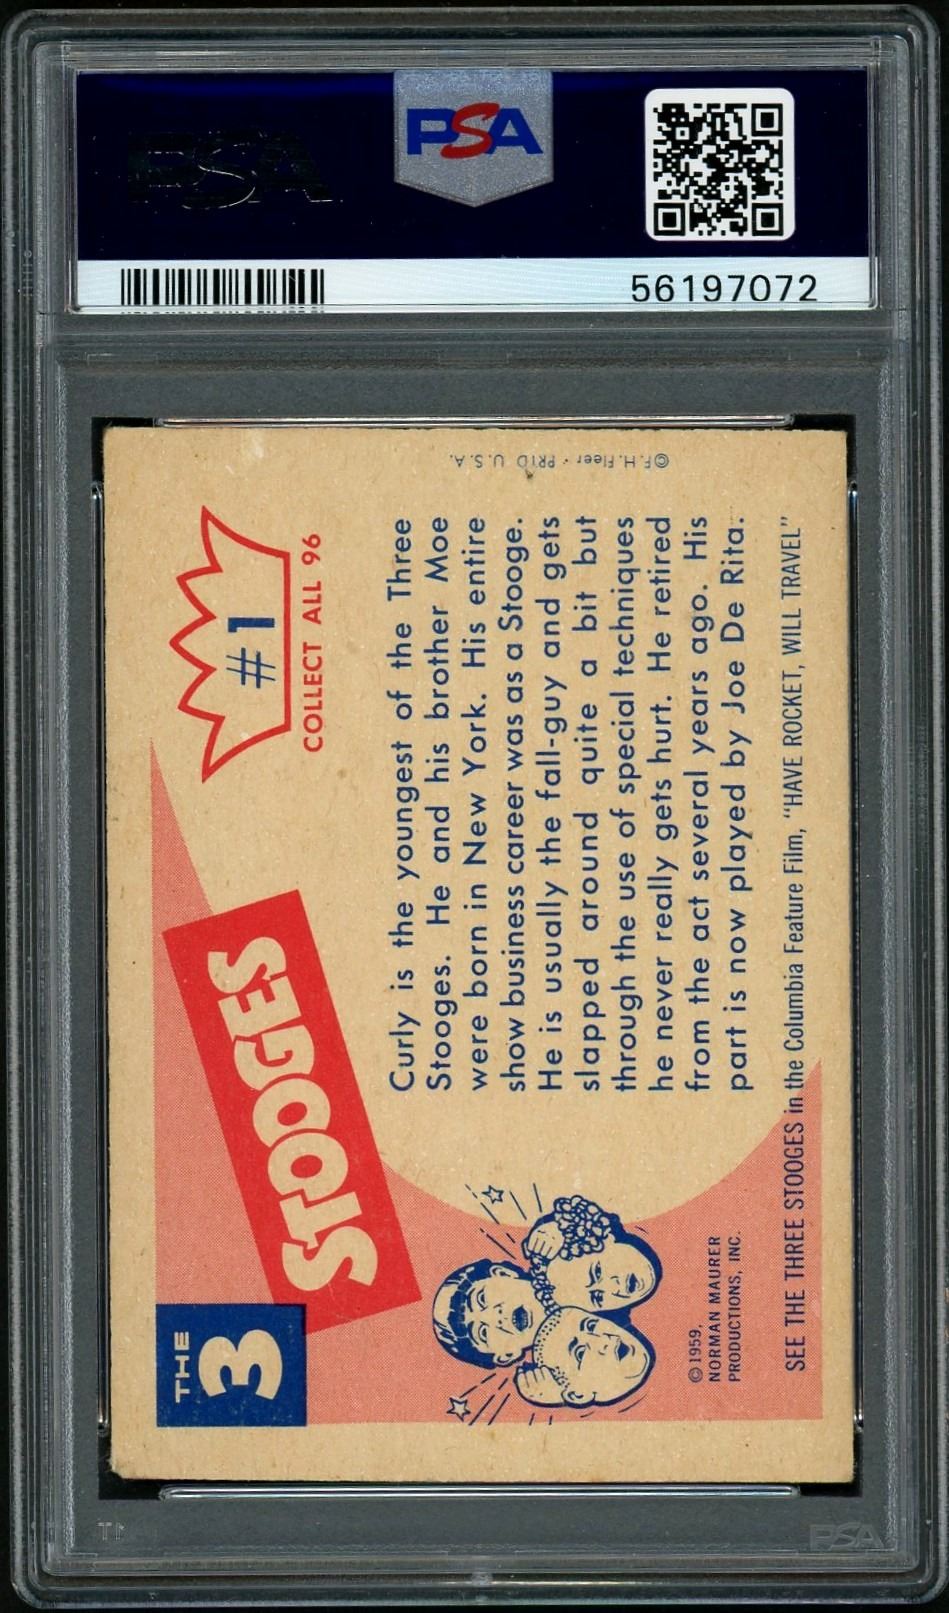 PSA
PSA
56197072
THE
3
STOOGES
#1
COLLECT ALL 96
Curly is the youngest of the Three
Stooges. He and his brother Moe
were born in New York. His entire
show business career was as a Stooge.
He is usually the fall-guy and gets
slapped around quite a bit but
through the use of special techniques
he never really gets hurt. He retired
from the act several years ago. His
part is now played by Joe De Rita.
©1959,
NORMAN MAURER
PRODUCTIONS, INC.
SEE THE THREE STOOGES in the Columbia Feature Film, "HAVE ROCKET, WILL TRAVEL"
©F.H.Fleer · PRTD U.S.A.
PSA